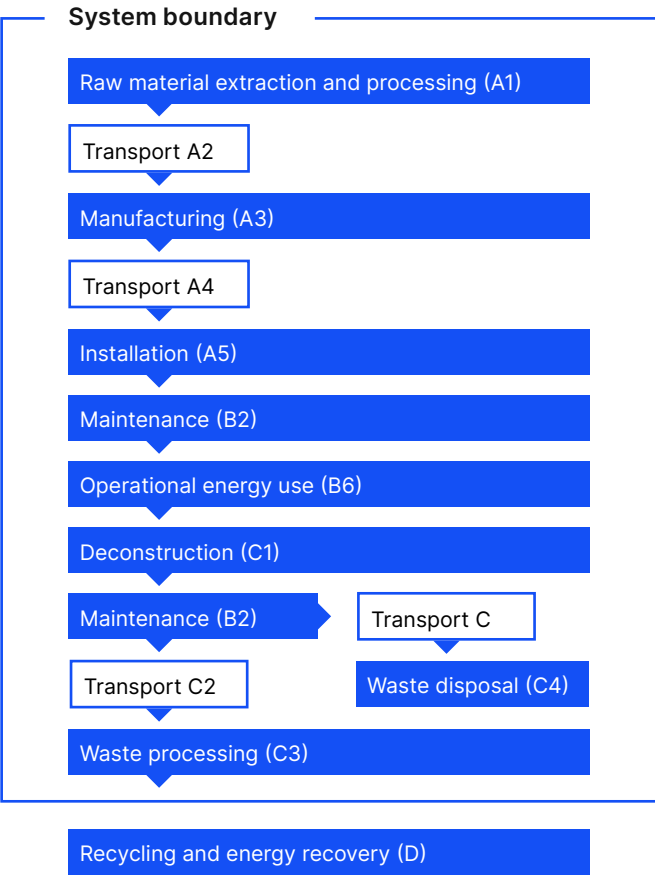 System boundary
Raw material extraction and processing (A1)
Transport A2
Manufacturing (A3)
Transport A4
Installation (A5)
Maintenance (B2)
Operational energy use (B6)
Deconstruction (C1)
Maintenance (B2)
Transport C
Transport C2
Waste disposal (C4)
Waste processing (C3)
Recycling and energy recovery (D)